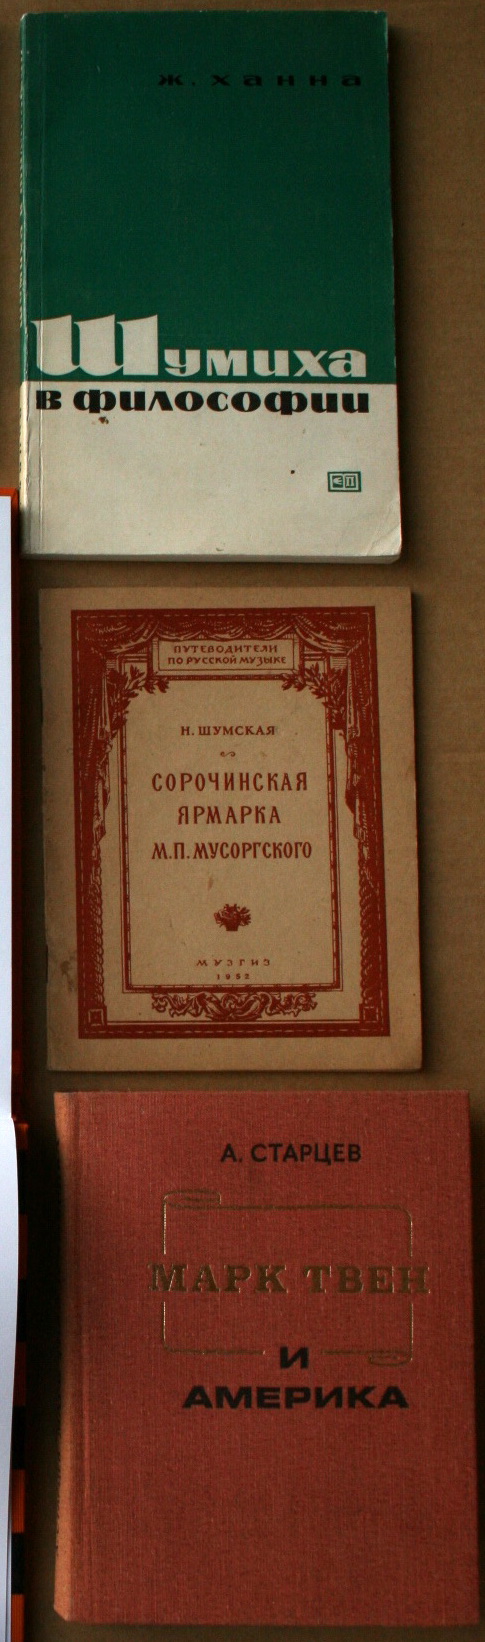 Ж. ХАННА
Шумиха
в философии
ПУТЕВОДИТЕЛИ
ПО РУССКОЙ МУЗЫКЕ
Н. ШУМСКАЯ
СОРОЧИНСКАЯ
ЯРМАРКА
М.П. МУСОРГСКОГО
МУЗГИЗ
1952
А. СТАРЦЕВ
МАРК ТВЕН
И
АМЕРИКА